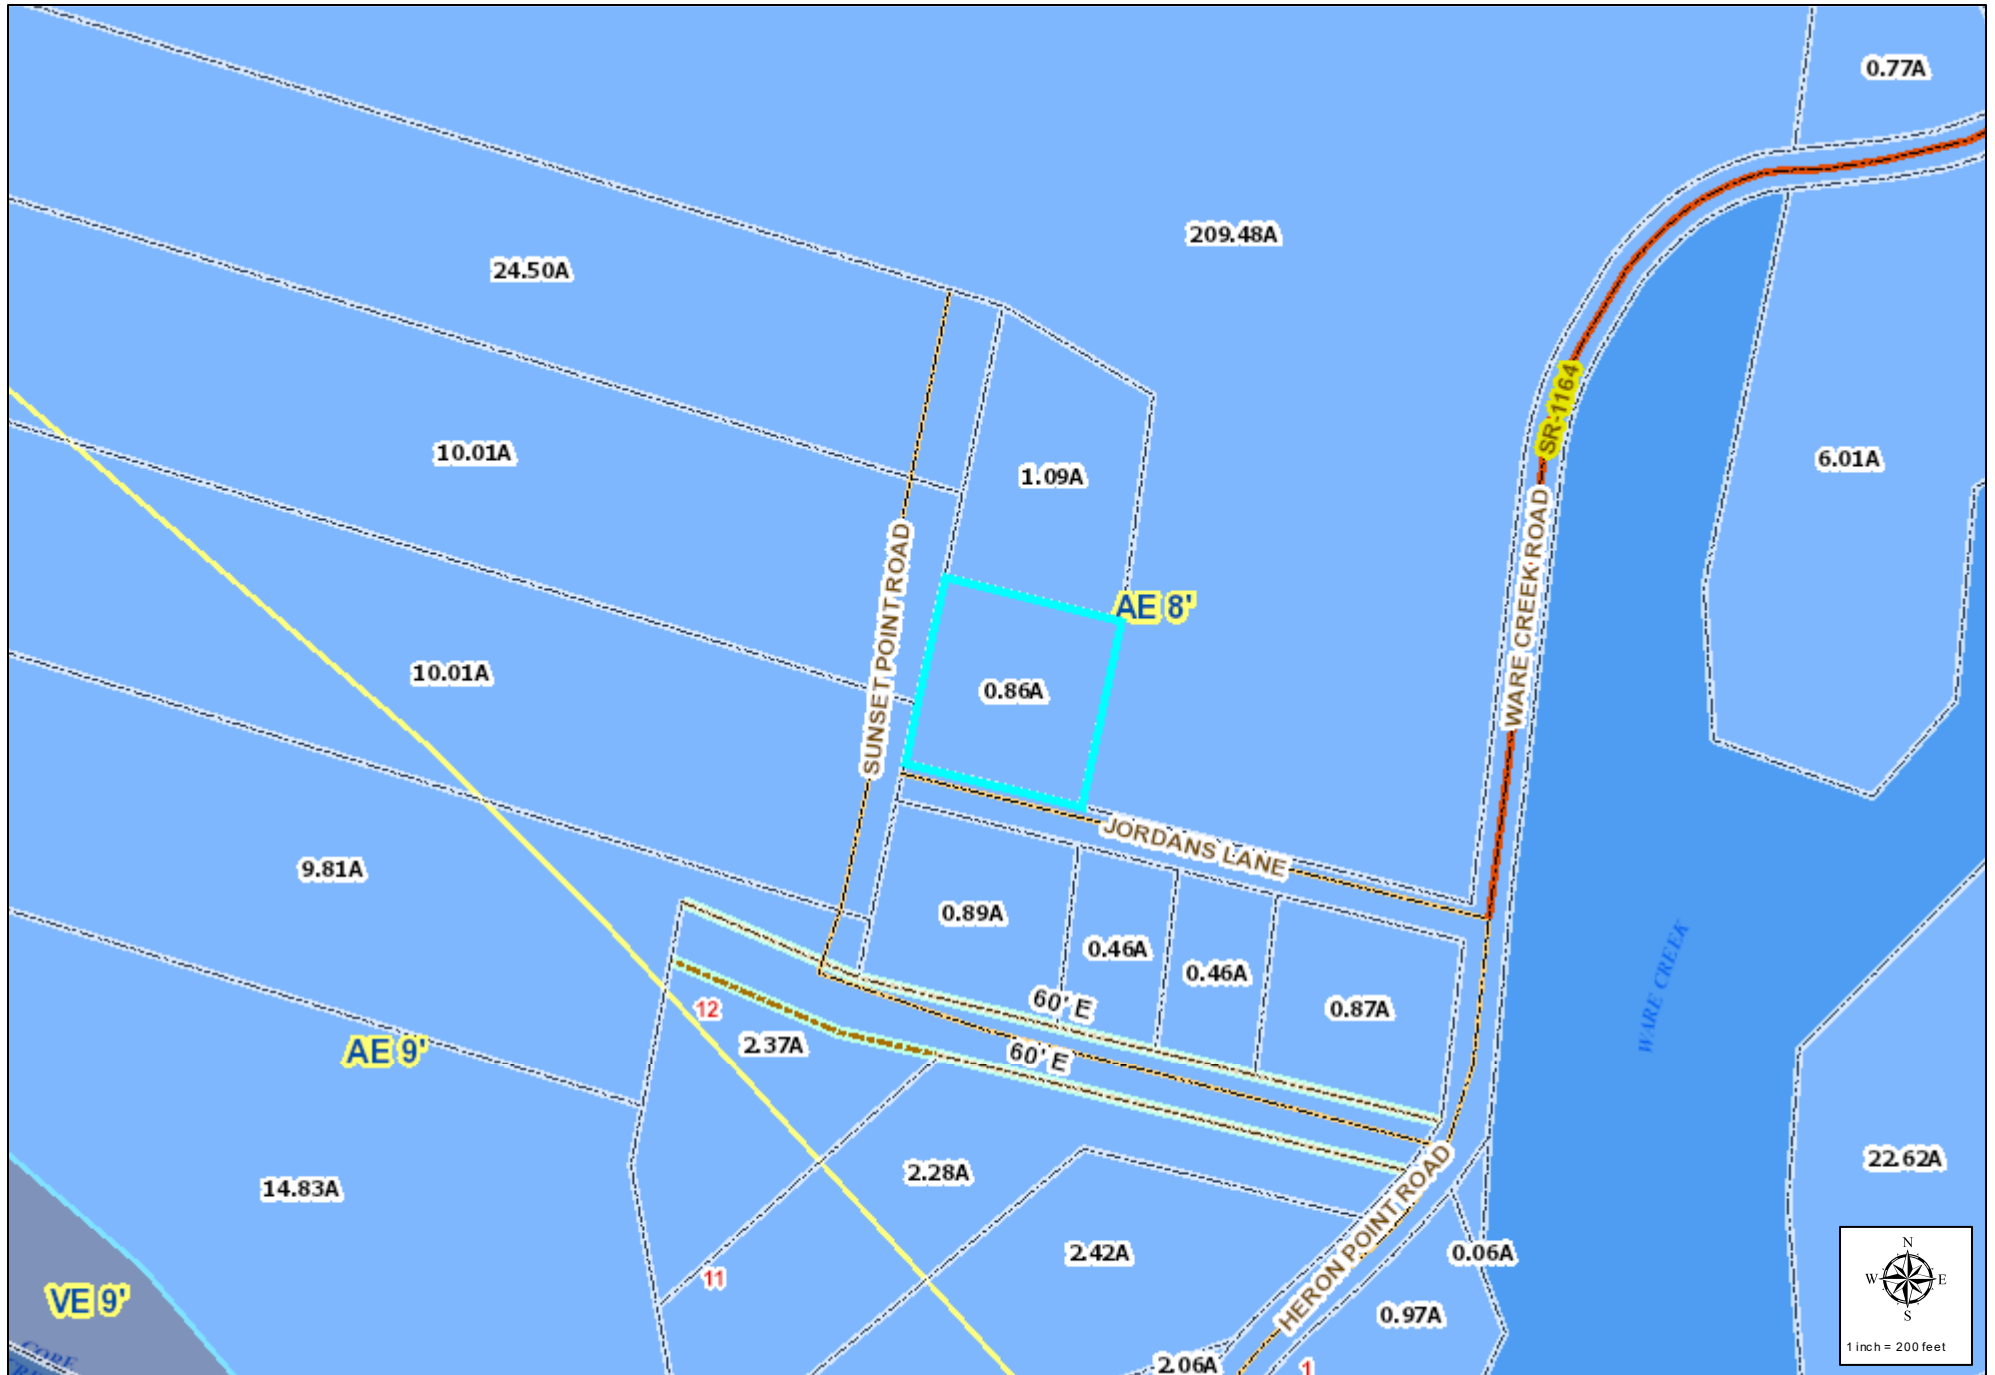 0.77A
209.48A
24.50A
SR-1164
10.01A
1.09A
6.01A
WARE CREEK ROAD
SUNSET POINT ROAD
AE 8'
10.01A
0.86A
JORDANS LANE
9.81A
0.89A
0.46A
0.46A
0.87A
WARE CREEK
60' E
12
2.37A
60' E
AE 9'
14.83A
2.28A
22.62A
2.42A
HERON POINT ROAD
0.06A
11
VE 9'
0.97A
N
W
E
S
1 inch = 200 feet
CORE
2.06A
1